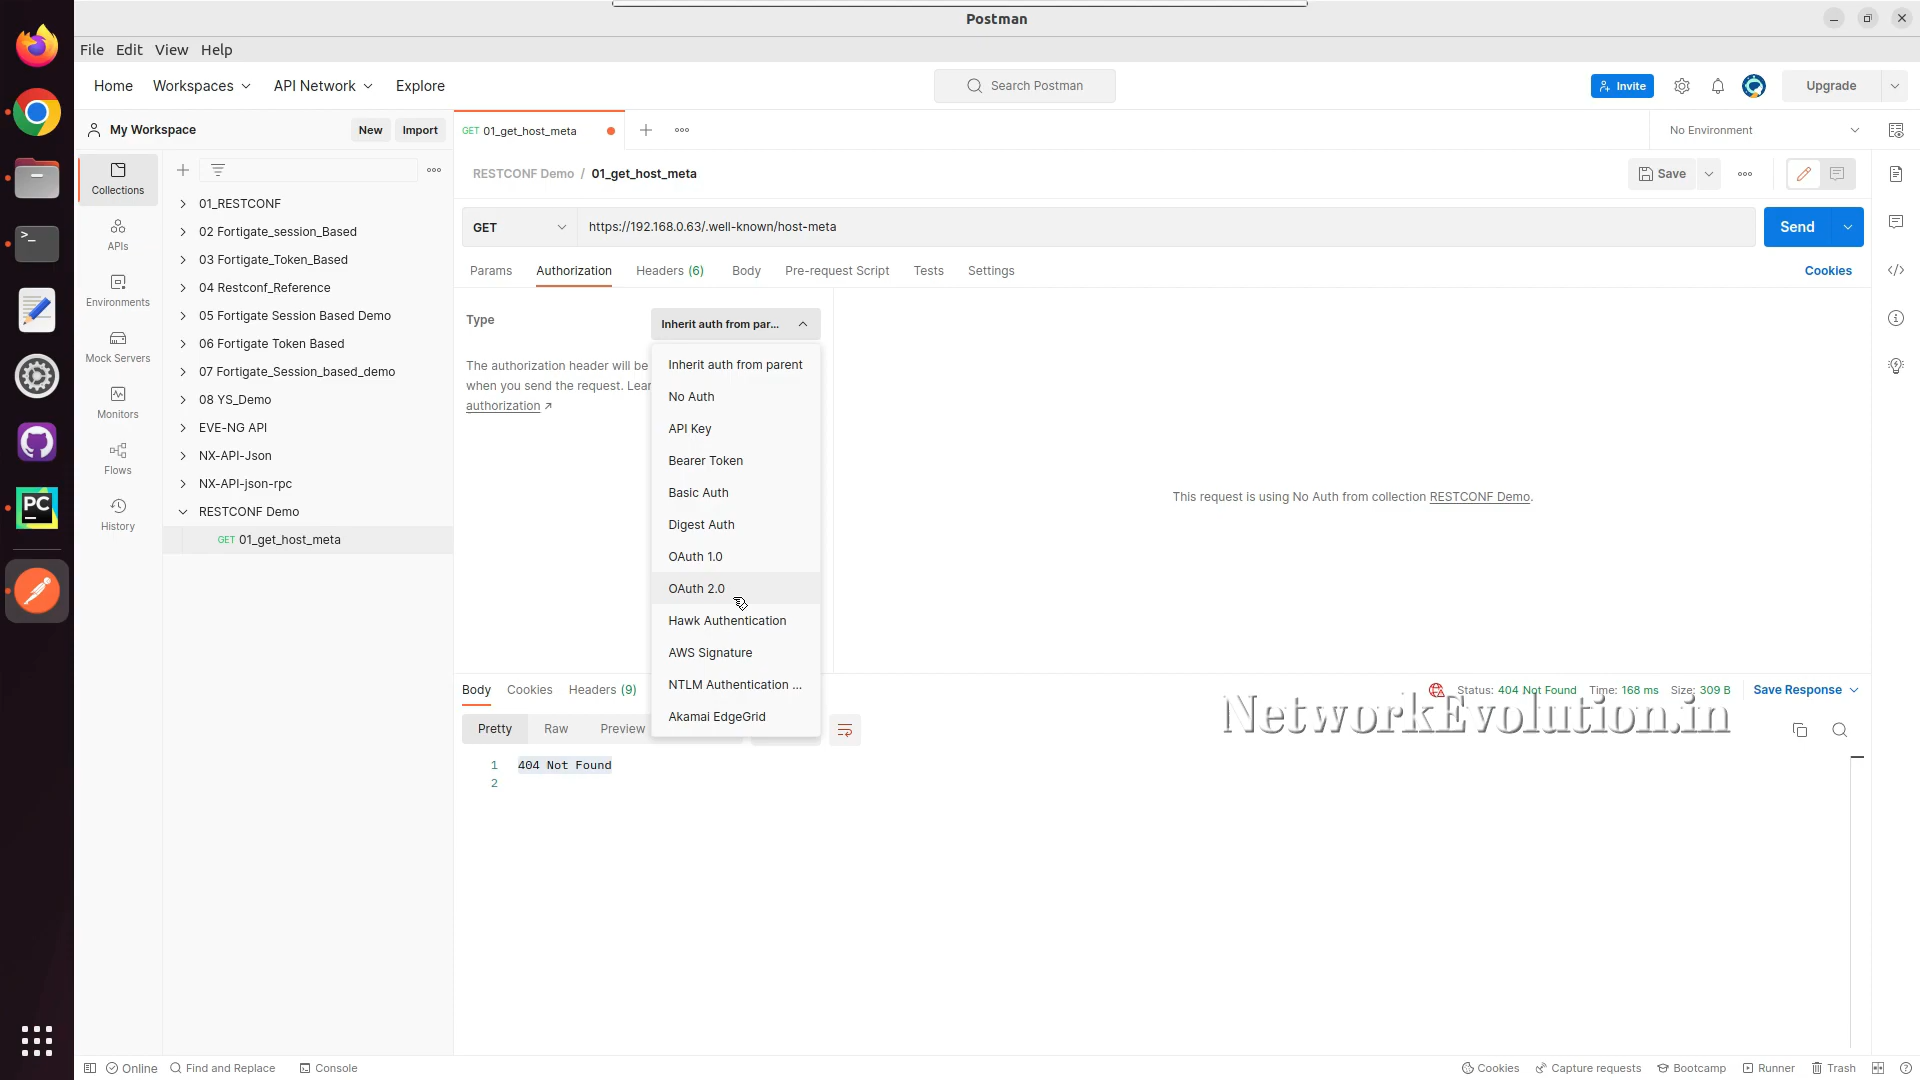 Postman
File Edit View Help
Home Workspaces API Network Explore
Search Postman
Invite
Upgrade
My Workspace
New Import
GET 01_get_host_meta
No Environment
RESTCONF Demo / 01_get_host_meta
Save
Collections
APIs
Environments
Mock Servers
Monitors
Flows
History
01_RESTCONF
02 Fortigate_session_Based
03 Fortigate_Token_Based
04 Restconf_Reference
05 Fortigate Session Based Demo
06 Fortigate Token Based
07 Fortigate_Session_based_demo
08 YS_Demo
EVE-NG API
NX-API-Json
NX-API-json-rpc
RESTCONF Demo
GET 01_get_host_meta
GET https://192.168.0.63/.well-known/host-meta
Send
Params Authorization Headers (6) Body Pre-request Script Tests Settings
Cookies
Type
Inherit auth from par...
The authorization header will be
when you send the request. Lear
authorization ↗
Inherit auth from parent
No Auth
API Key
Bearer Token
Basic Auth
Digest Auth
OAuth 1.0
OAuth 2.0
Hawk Authentication
AWS Signature
NTLM Authentication ...
Akamai EdgeGrid
This request is using No Auth from collection RESTCONF Demo.
Body Cookies Headers (9)
Status: 404 Not Found Time: 168 ms Size: 309 B
Save Response
NetworkEvolution.in
Pretty Raw Preview
1 404 Not Found
2
PC
Online Find and Replace Console
Cookies Capture requests Bootcamp Runner Trash